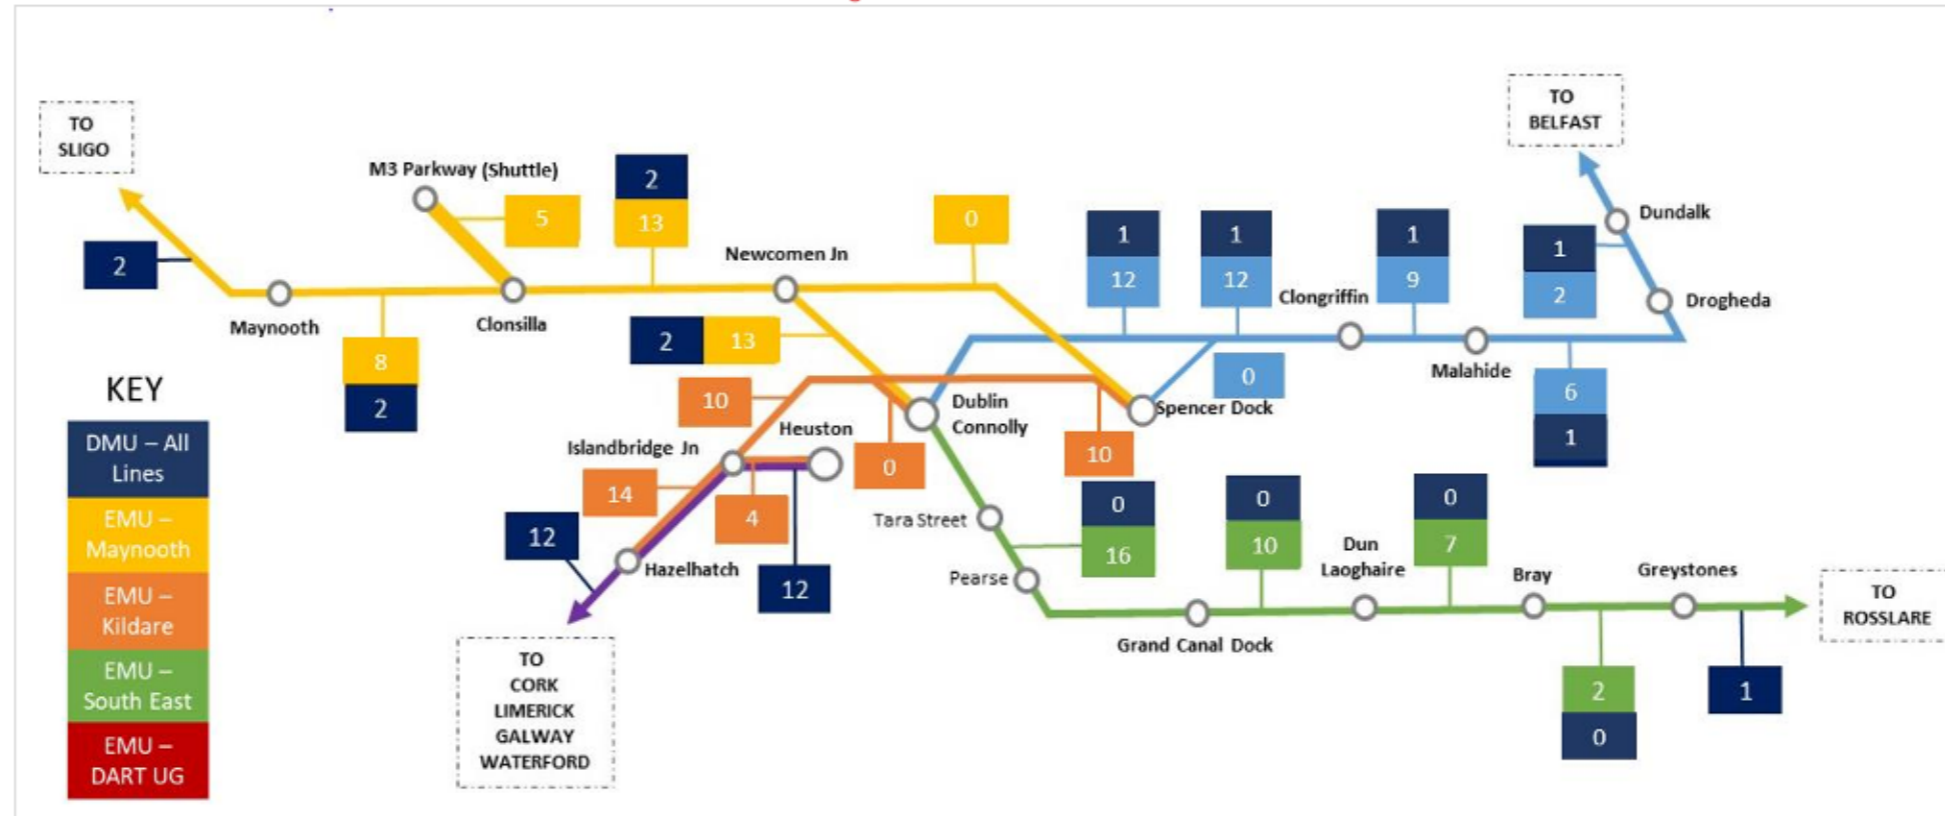 TO
SLIGO
M3 Parkway (Shuttle)
5
2
13
0
TO
BELFAST
Dundalk
Drogheda
1
12
1
12
1
9
1
2
Clongriffin
Malahide
0
6
1
2
Maynooth
Clonsilla
Newcomen Jn
8
2
2
13
Dublin
Connolly
Spencer Dock
10
0
10
Islandbridge Jn
Heuston
14
4
12
Hazelhatch
12
Tara Street
Pearse
0
16
0
10
0
7
Grand Canal Dock
Dun
Laoghaire
Bray
Greystones
2
0
1
TO
ROSSLARE
TO
CORK
LIMERICK
GALWAY
WATERFORD
KEY
DMU – All
Lines
EMU –
Maynooth
EMU –
Kildare
EMU –
South East
EMU –
DART UG